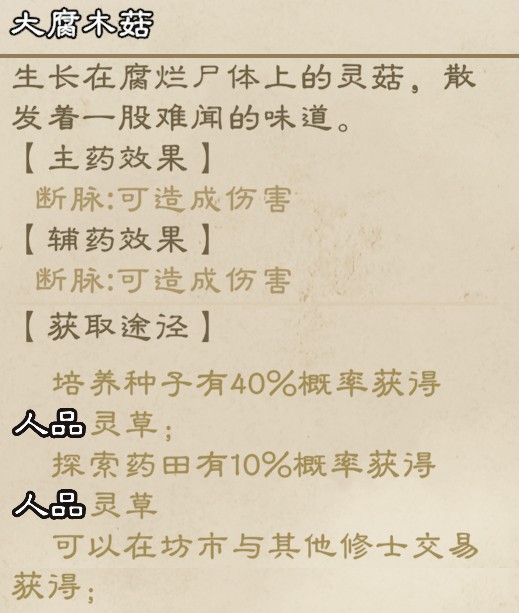 大腐木菇
生长在腐烂尸体上的灵菇，散
发着一股难闻的味道。
【主药效果】
断脉:可造成伤害
【辅药效果】
断脉:可造成伤害
【获取途径】
培养种子有40%概率获得
人品灵草；
探索药田有10%概率获得
人品灵草
可以在坊市与其他修士交易
获得；